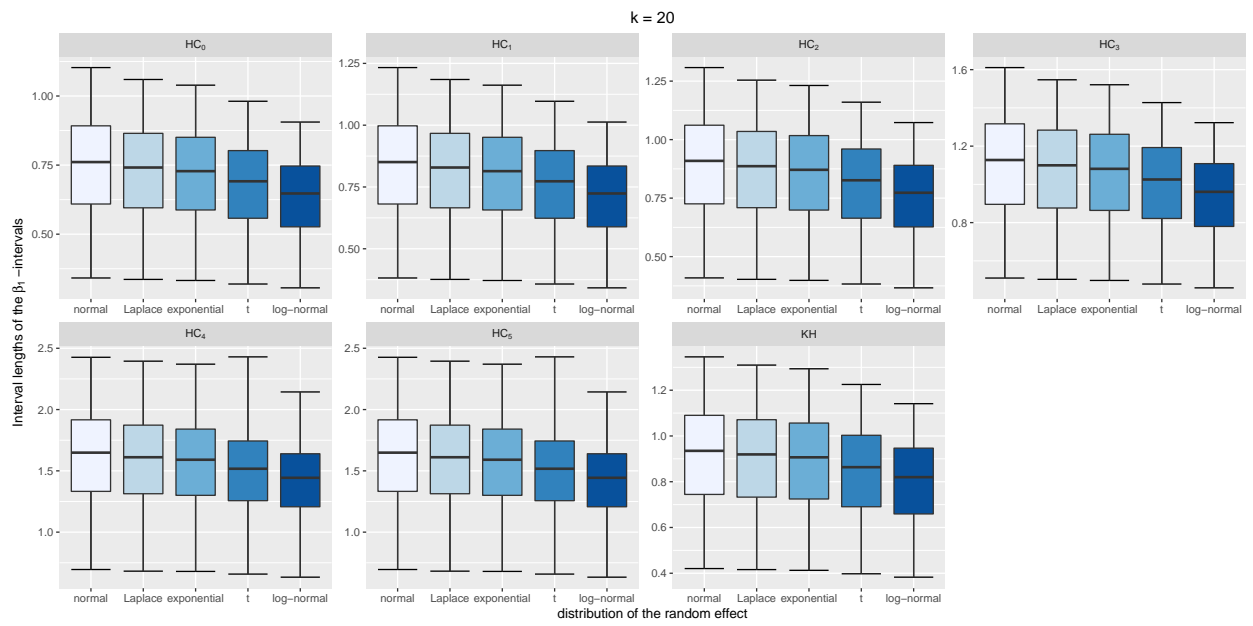 k = 20
Interval lengths of the β₁ −intervals
HC₀
1.00
0.75
0.50
normal Laplace exponential t log−normal
HC₁
1.25
1.00
0.75
0.50
normal Laplace exponential t log−normal
HC₂
1.25
1.00
0.75
0.50
normal Laplace exponential t log−normal
HC₃
1.6
1.2
0.8
normal Laplace exponential t log−normal
HC₄
2.5
2.0
1.5
1.0
normal Laplace exponential t log−normal
HC₅
2.5
2.0
1.5
1.0
normal Laplace exponential t log−normal
KH
1.2
1.0
0.8
0.6
0.4
normal Laplace exponential t log−normal
distribution of the random effect